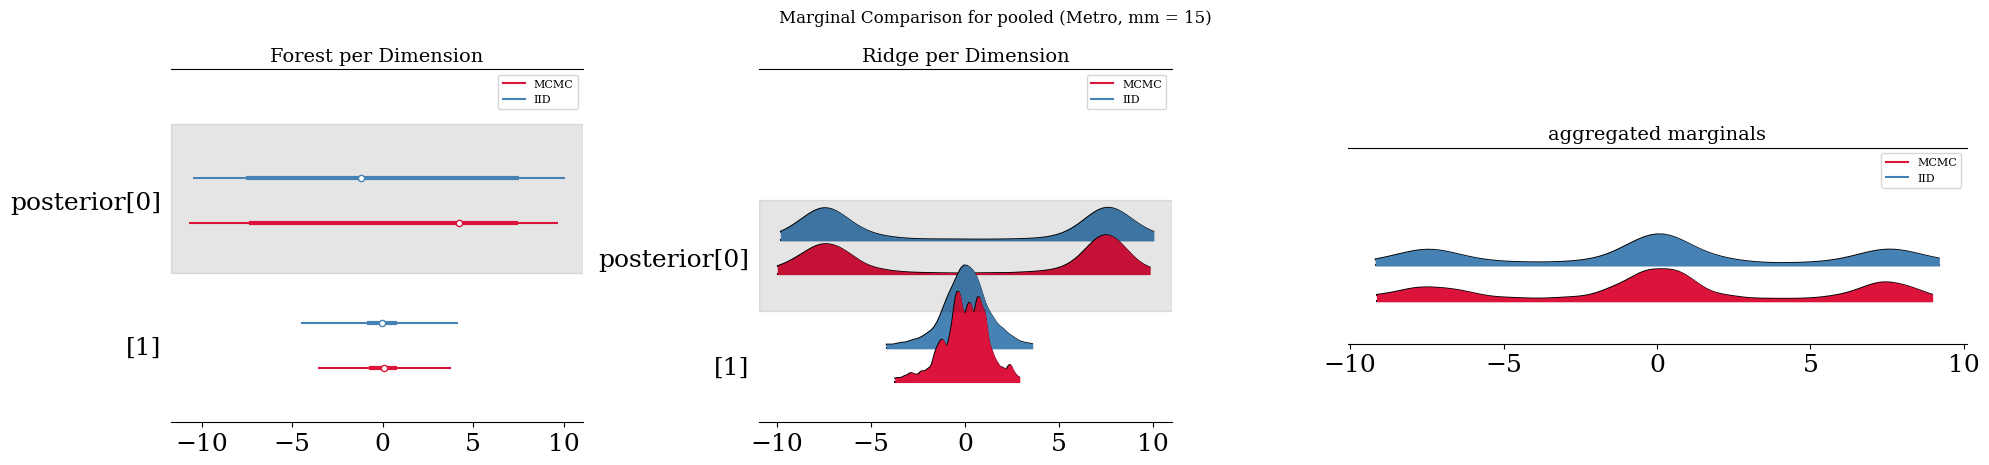 Marginal Comparison for pooled (Metro, mm = 15)
Forest per Dimension
MCMC
IID
posterior[0]
[1]
−10 −5 0 5 10
Ridge per Dimension
MCMC
IID
posterior[0]
[1]
−10 −5 0 5 10
aggregated marginals
MCMC
IID
−10 −5 0 5 10